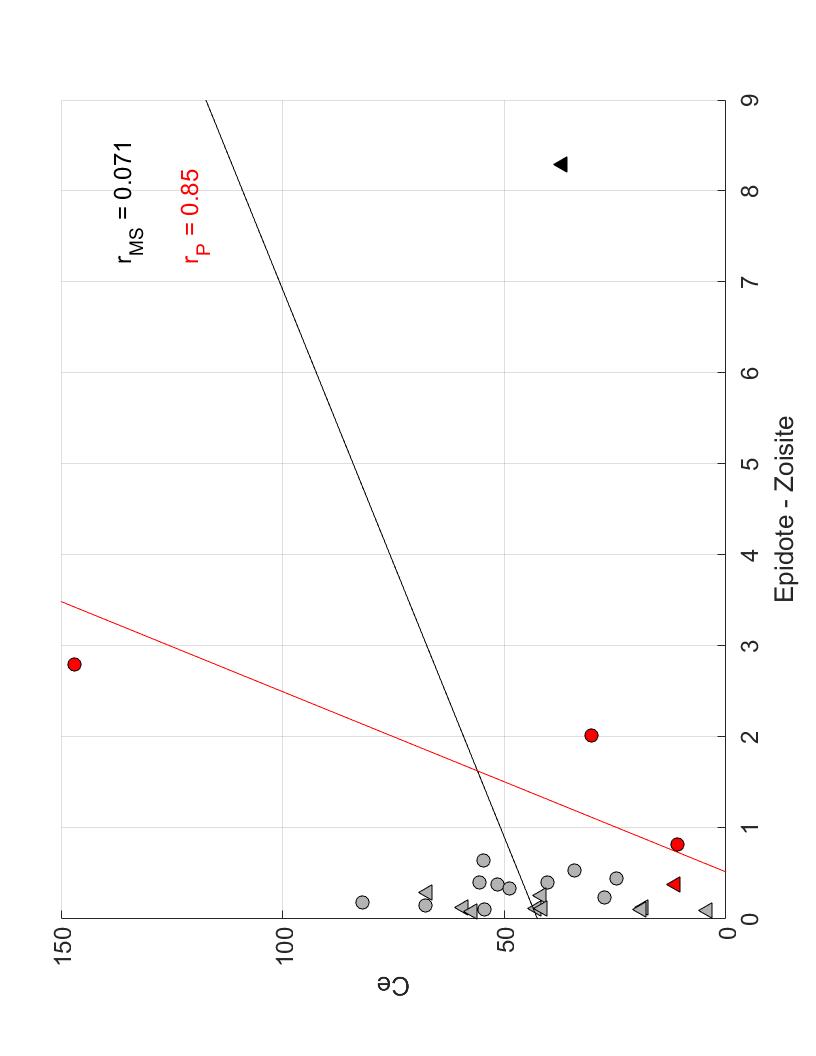 150
r_MS = 0.071
r_P = 0.85
100
Ce
50
0
0 1 2 3 4 5 6 7 8 9
Epidote - Zoisite